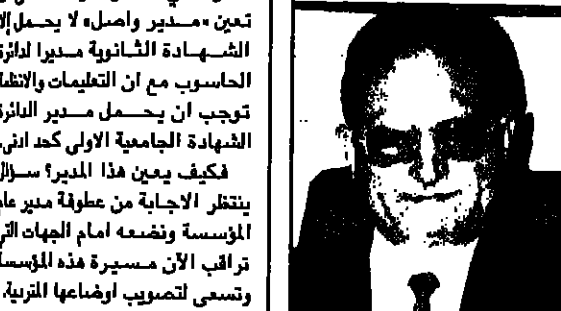 تعين «مدير واصل» لا يحمل إلا
الشهادة الثانوية مديرا لدائرة
الحاسوب مع ان التعليمات والانظمة
توجب ان يحمل مدير الدائرة
الشهادة الجامعية الاولى كحد ادنى.
فكيف يعين هذا المدير؟ سؤال
ينتظر الاجابة من عطوفة مدير عام
المؤسسة ونضعه امام الجهات التي
تراقب الآن مسيرة هذه المؤسسة
وتسعى لتصويب اوضاعها المتردية.